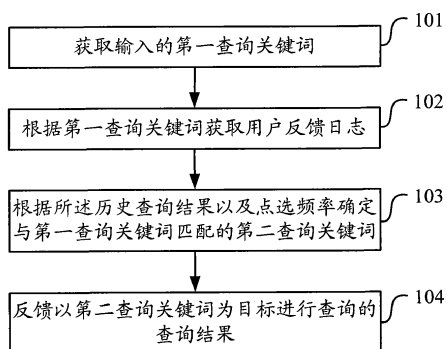 获取输入的第一查询关键词
101
根据第一查询关键词获取用户反馈日志
102
根据所述历史查询结果以及点选频率确定
与第一查询关键词匹配的第二查询关键词
103
反馈以第二查询关键词为目标进行查询的
查询结果
104